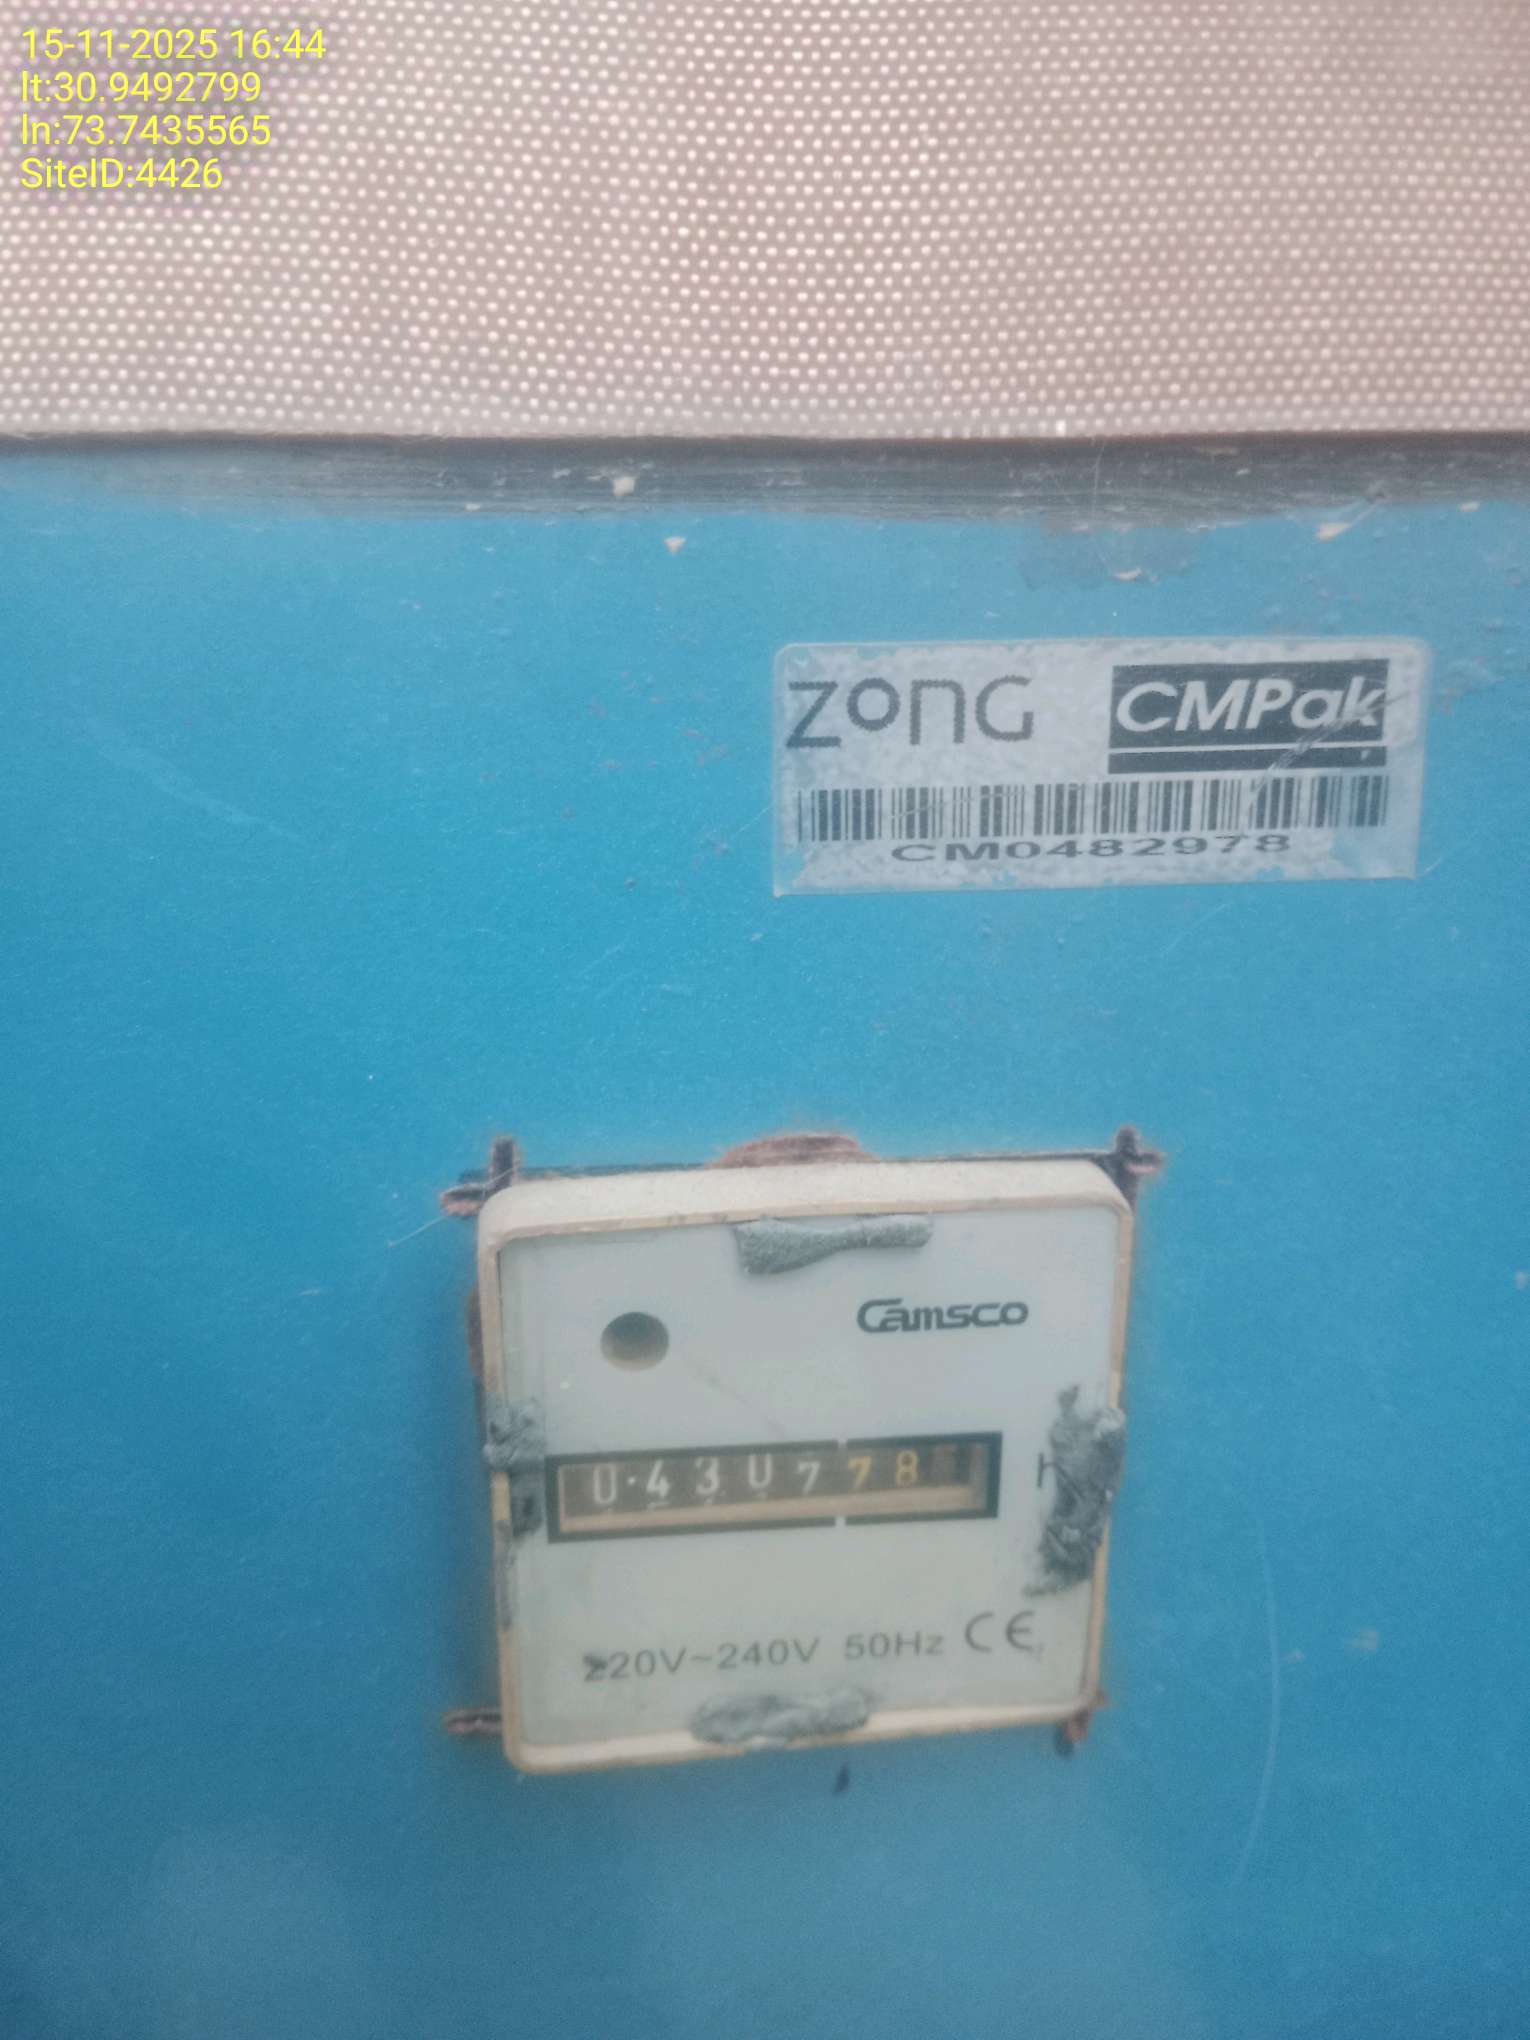 15-11-2025 16:44
lt:30.9492799
ln:73.7435565
SiteID:4426
ZONG CMPak
CM0482978
Camsco
0430778
220V~240V 50Hz CE